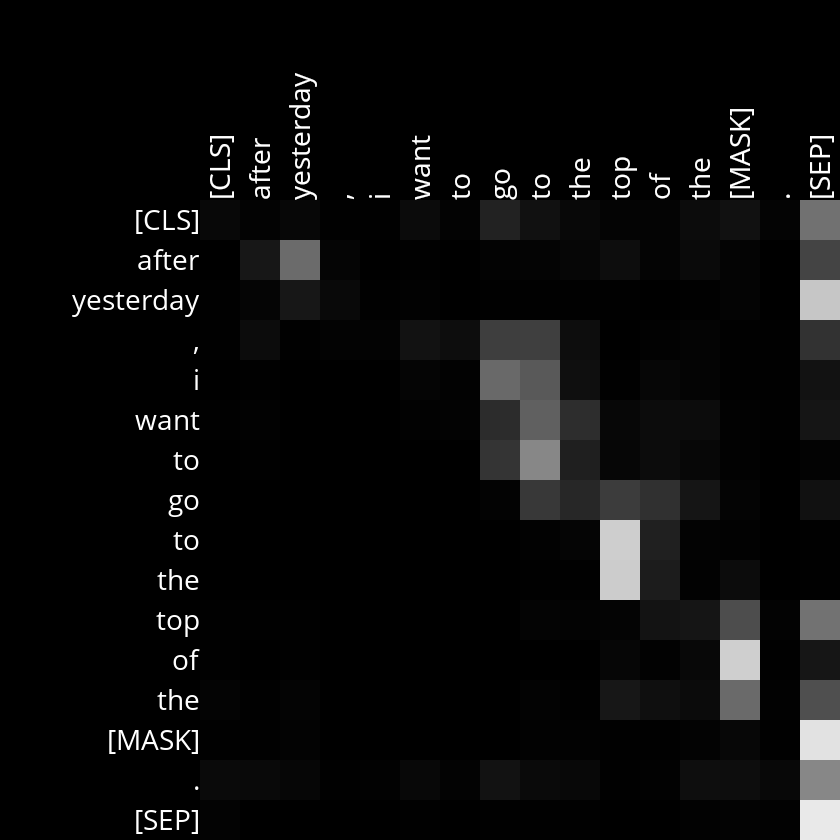 [CLS] after yesterday , i want to go to the top of the [MASK] . [SEP]
[CLS]
after
yesterday
,
i
want
to
go
to
the
top
of
the
[MASK]
.
[SEP]